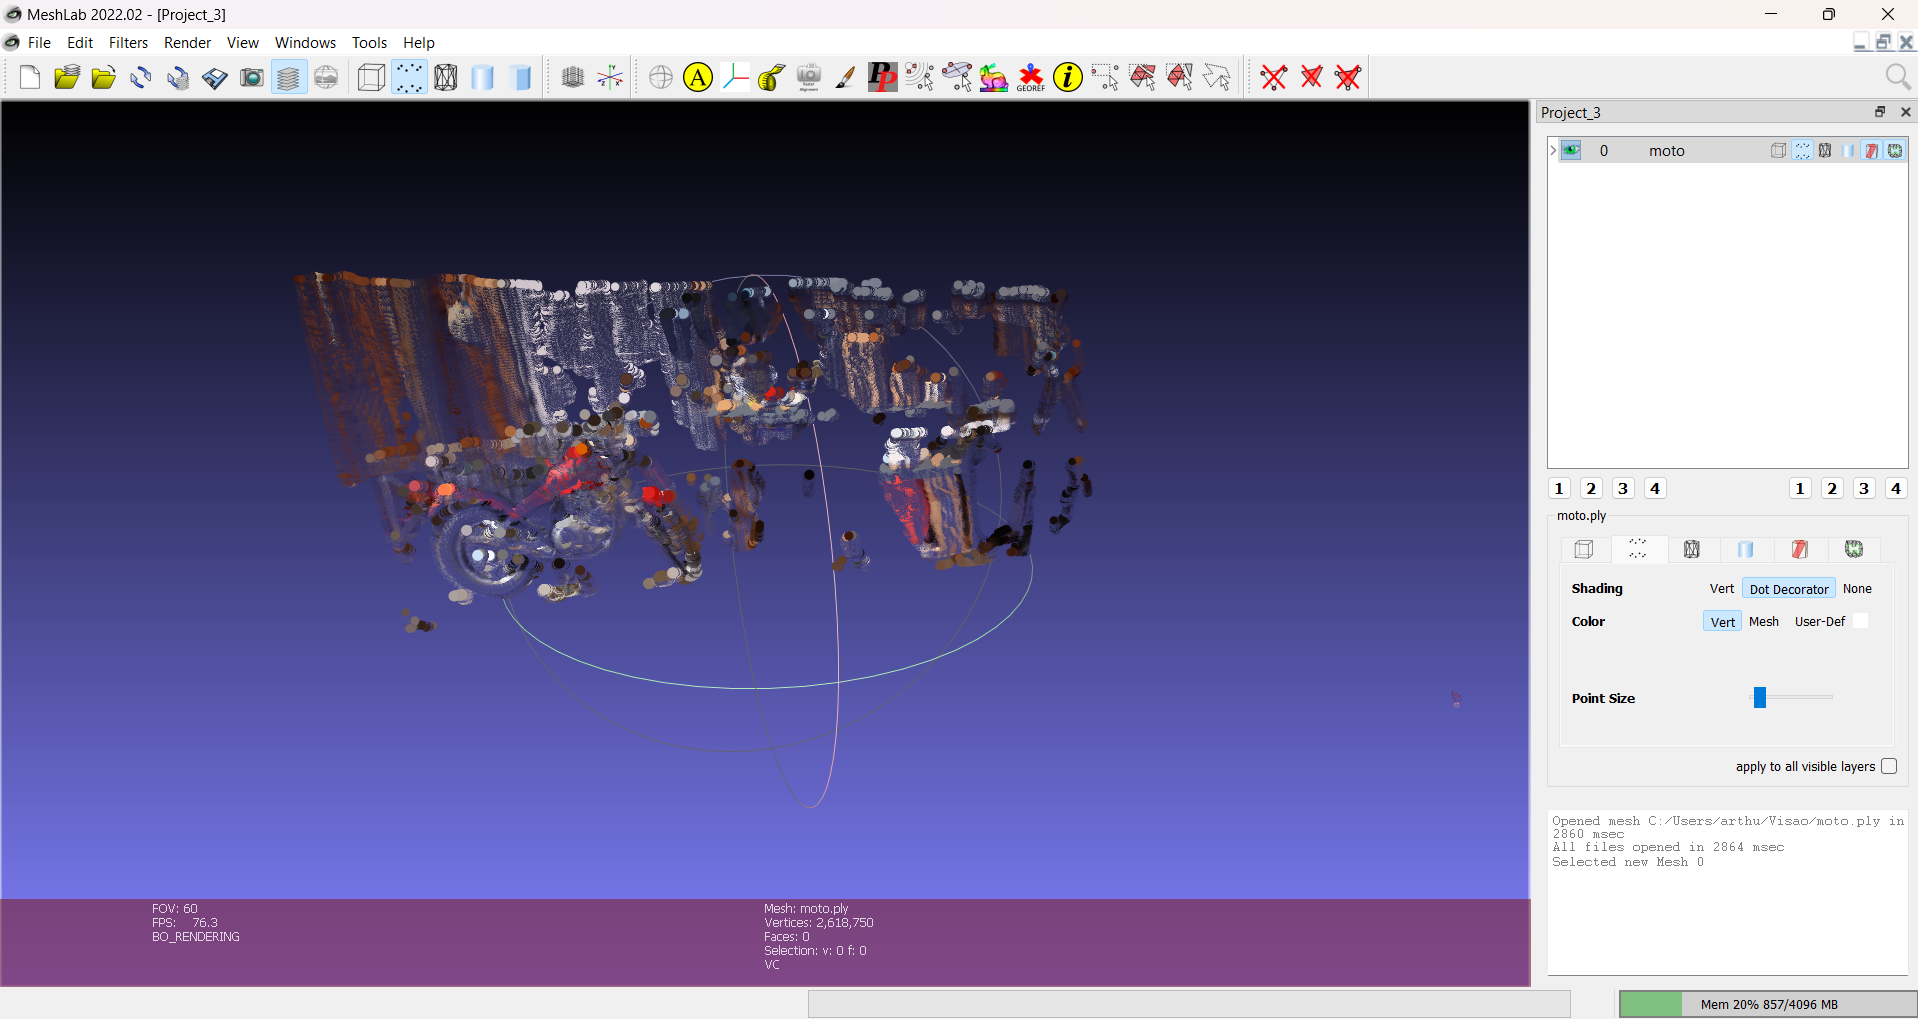 MeshLab 2022.02 - [Project_3]
File Edit Filters Render View Windows Tools Help
A
PP
GEOREF
i
Project_3
0 moto
1 2 3 4 1 2 3 4
moto.ply
Shading Vert Dot Decorator None
Color Vert Mesh User-Def
Point Size
apply to all visible layers
Opened mesh C:/Users/arthu/Visao/moto.ply in
2860 msec
All files opened in 2864 msec
Selected new Mesh 0
FOV: 60
FPS: 76.3
BO_RENDERING
Mesh: moto.ply
Vertices: 2,618,750
Faces: 0
Selection: v: 0 f: 0
VC
Mem 20% 857/4096 MB